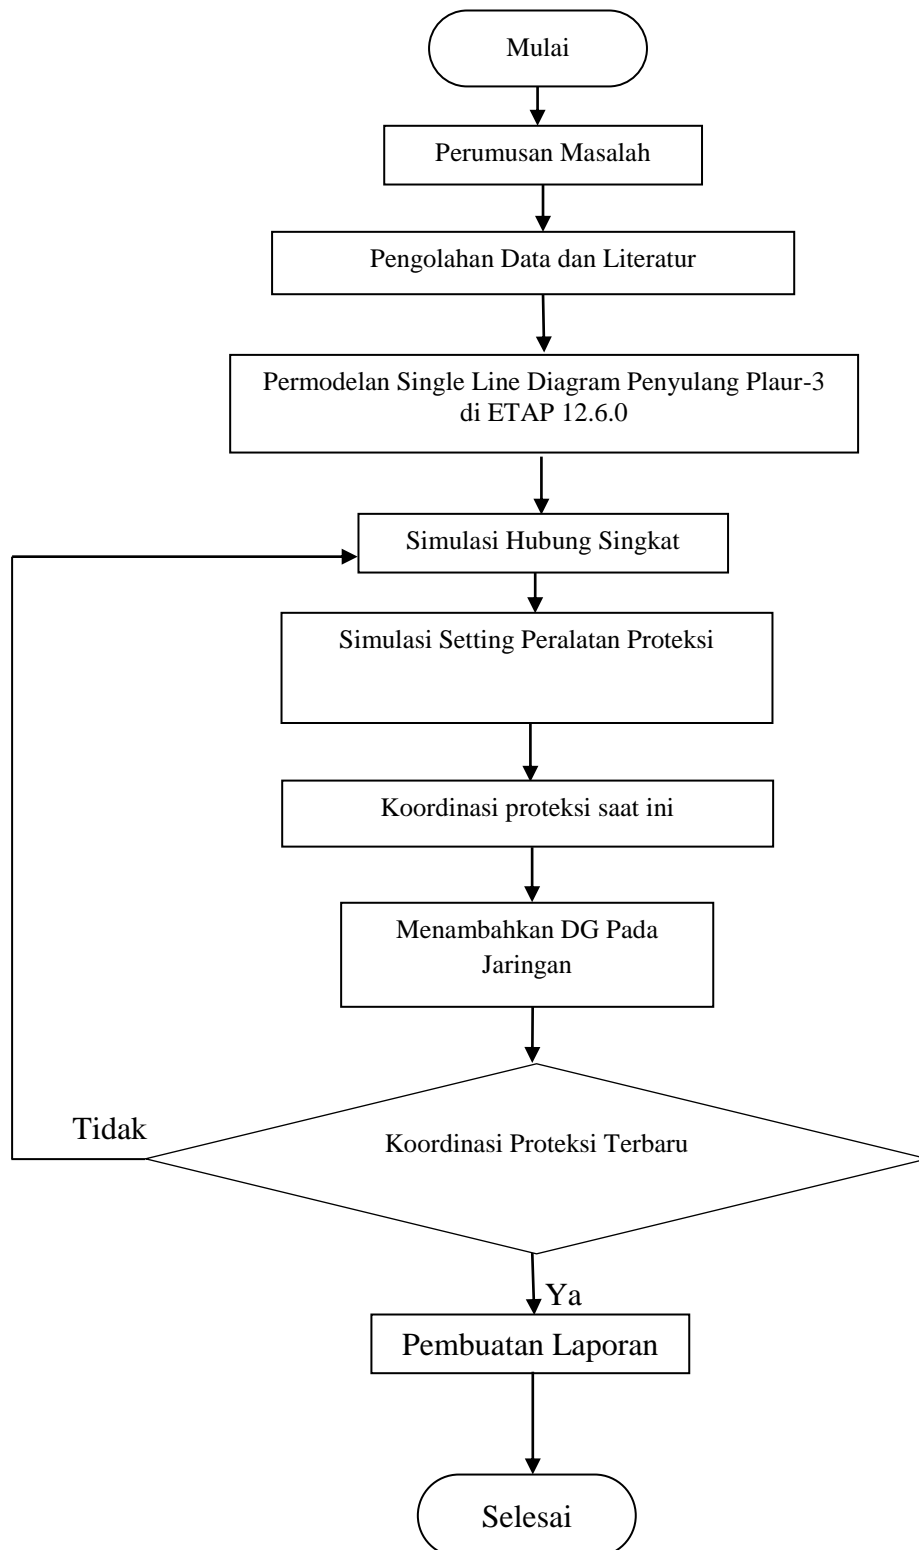 Mulai
Perumusan Masalah
Pengolahan Data dan Literatur
Permodelan Single Line Diagram Penyulang Plaur-3
di ETAP 12.6.0
Simulasi Hubung Singkat
Simulasi Setting Peralatan Proteksi
Koordinasi proteksi saat ini
Menambahkan DG Pada
Jaringan
Tidak
Koordinasi Proteksi Terbaru
Ya
Pembuatan Laporan
Selesai